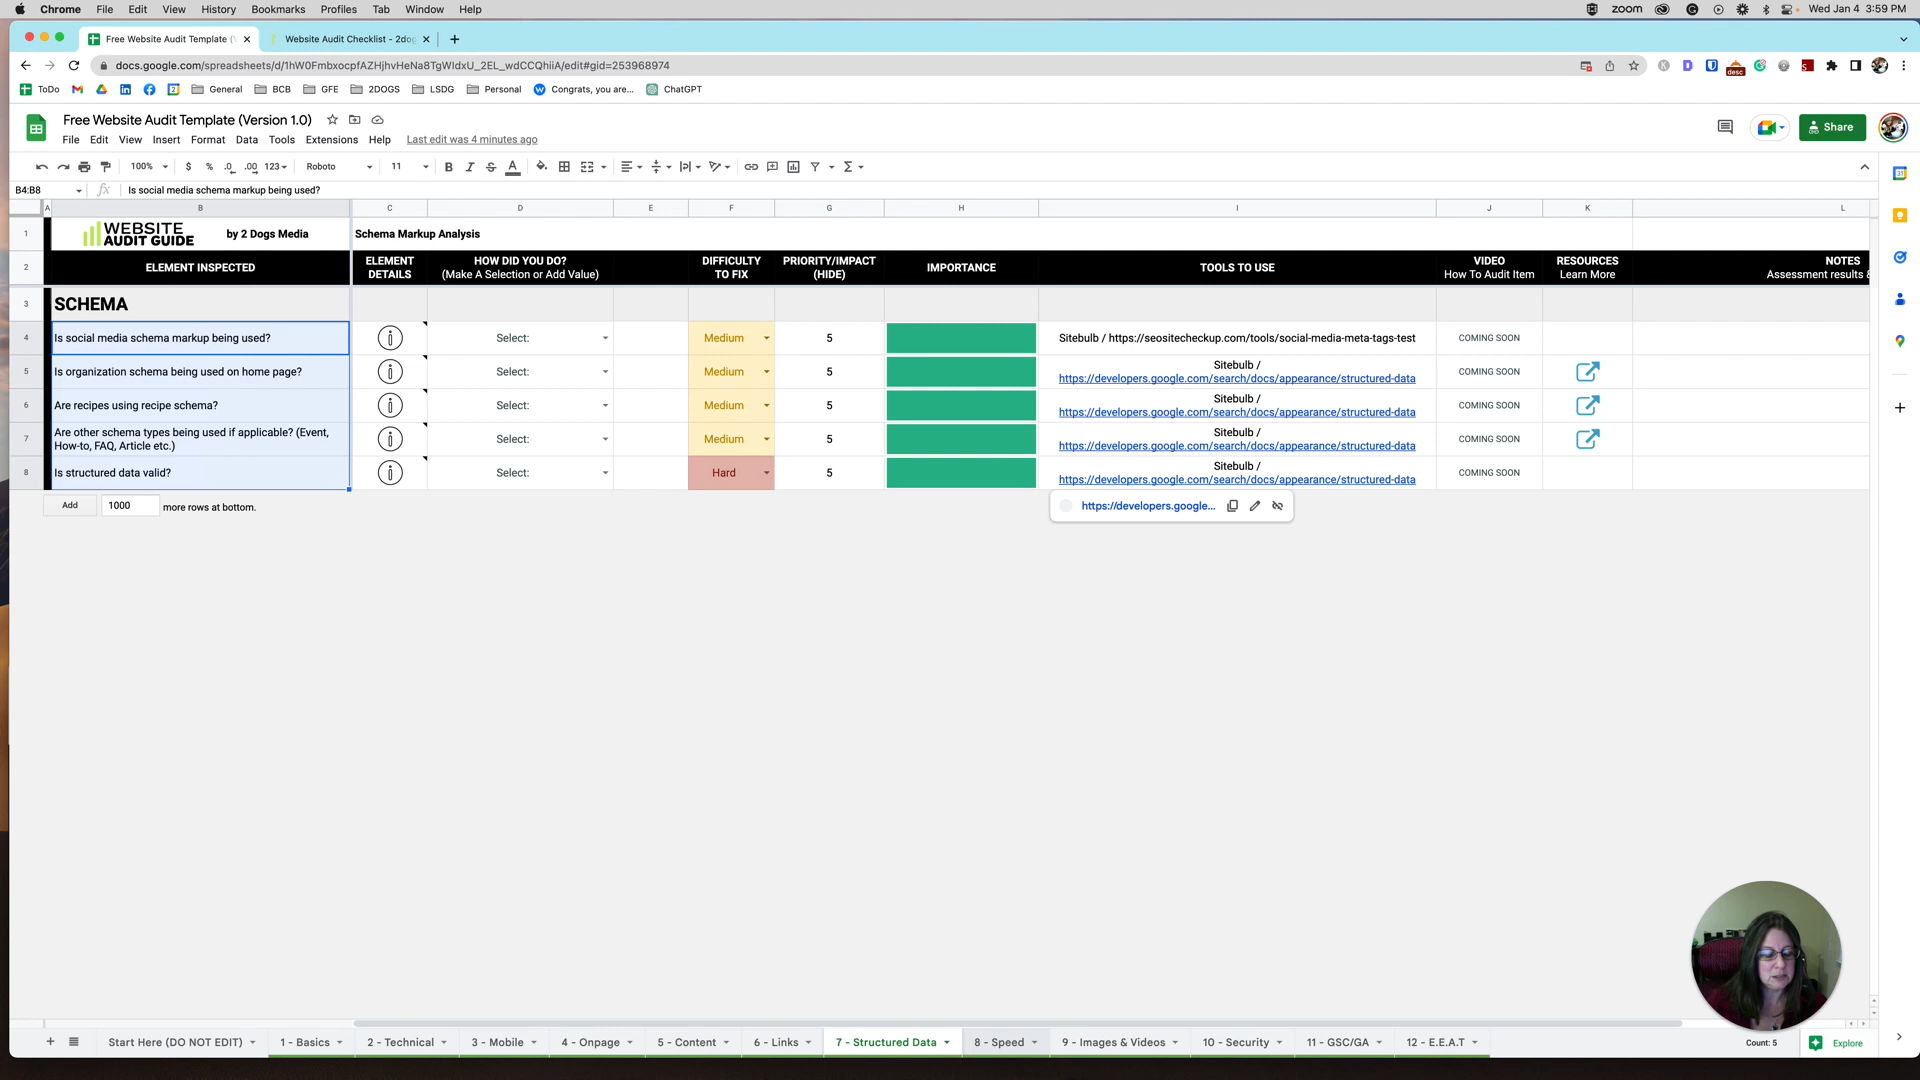 Chrome File Edit View History Bookmarks Profiles Tab Window Help zoom Wed Jan 4 3:59 PM
Free Website Audit Template (V Website Audit Checklist - 2dog
docs.google.com/spreadsheets/d/1hW0FmbxocpfAZHjhvHeNa8TgWIdxU_2EL_wdCCQhiiA/edit#gid=253968974
ToDo General BCB GFE 2DOGS LSDG Personal Congrats, you are... ChatGPT
Free Website Audit Template (Version 1.0)
File Edit View Insert Format Data Tools Extensions Help Last edit was 4 minutes ago
Share
100% $ % .0 .00 123 Roboto 11
B4:B8 fx Is social media schema markup being used?
A B C D E F G H I J K L
1 WEBSITE AUDIT GUIDE by 2 Dogs Media Schema Markup Analysis
2 ELEMENT INSPECTED ELEMENT DETAILS HOW DID YOU DO? (Make A Selection or Add Value) DIFFICULTY TO FIX PRIORITY/IMPACT (HIDE) IMPORTANCE TOOLS TO USE VIDEO How To Audit Item RESOURCES Learn More NOTES Assessment results &
3 SCHEMA
4 Is social media schema markup being used? Select: Medium 5 Sitebulb / https://seositecheckup.com/tools/social-media-meta-tags-test COMING SOON
5 Is organization schema being used on home page? Select: Medium 5 Sitebulb / https://developers.google.com/search/docs/appearance/structured-data COMING SOON
6 Are recipes using recipe schema? Select: Medium 5 Sitebulb / https://developers.google.com/search/docs/appearance/structured-data COMING SOON
7 Are other schema types being used if applicable? (Event, How-to, FAQ, Article etc.) Select: Medium 5 Sitebulb / https://developers.google.com/search/docs/appearance/structured-data COMING SOON
8 Is structured data valid? Select: Hard 5 Sitebulb / https://developers.google.com/search/docs/appearance/structured-data COMING SOON
Add 1000 more rows at bottom.
https://developers.google...
Start Here (DO NOT EDIT) 1 - Basics 2 - Technical 3 - Mobile 4 - Onpage 5 - Content 6 - Links 7 - Structured Data 8 - Speed 9 - Images & Videos 10 - Security 11 - GSC/GA 12 - E.E.A.T Count: 5 Explore